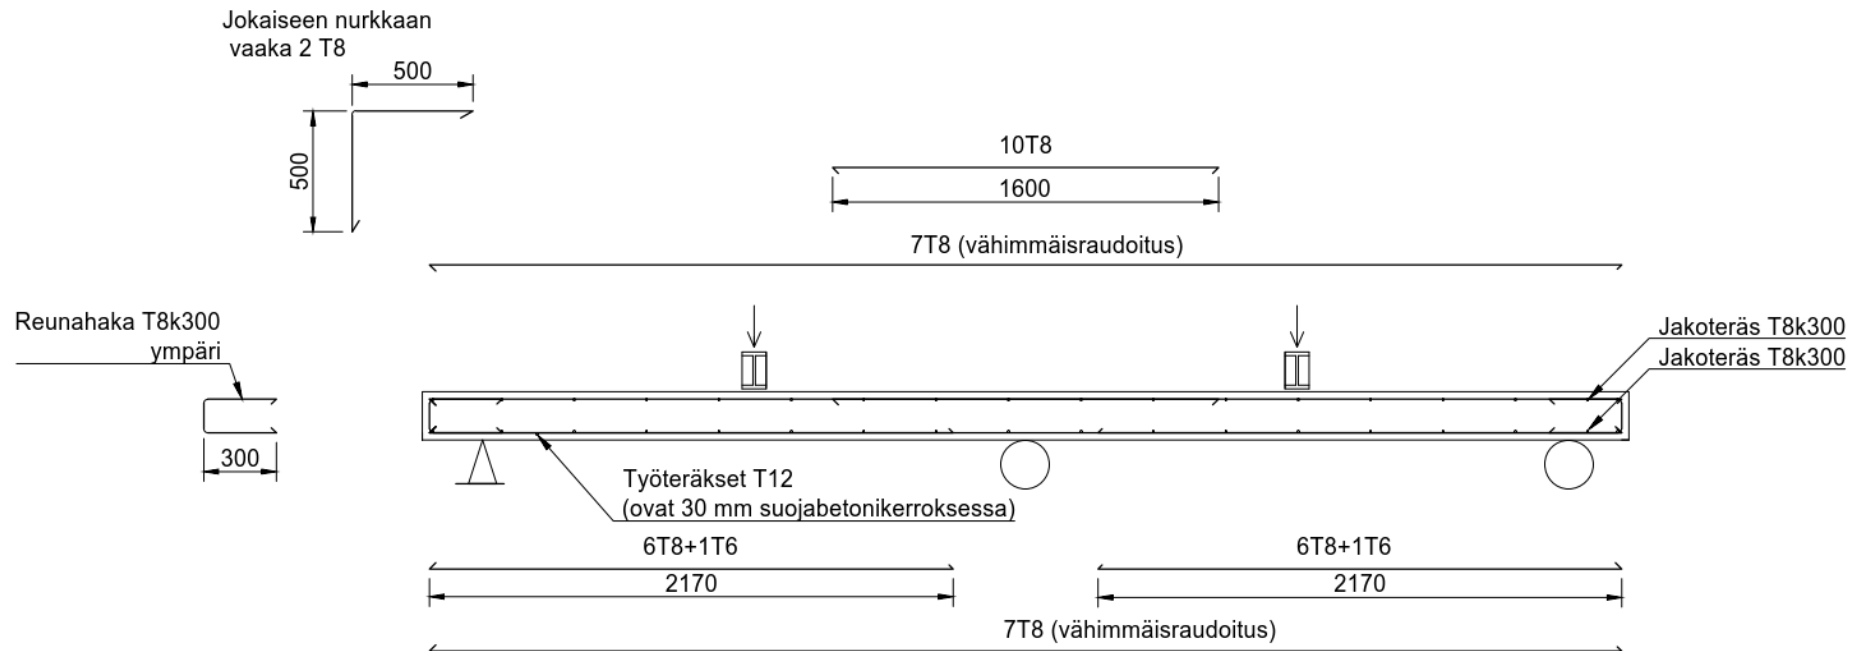 Jokaiseen nurkkaan
vaaka 2 T8
500
500
10T8
1600
7T8 (vähimmäisraudoitus)
Reunahaka T8k300
ympäri
300
Jakoteräs T8k300
Jakoteräs T8k300
Työteräkset T12
(ovat 30 mm suojabetonikerroksessa)
6T8+1T6
2170
6T8+1T6
2170
7T8 (vähimmäisraudoitus)